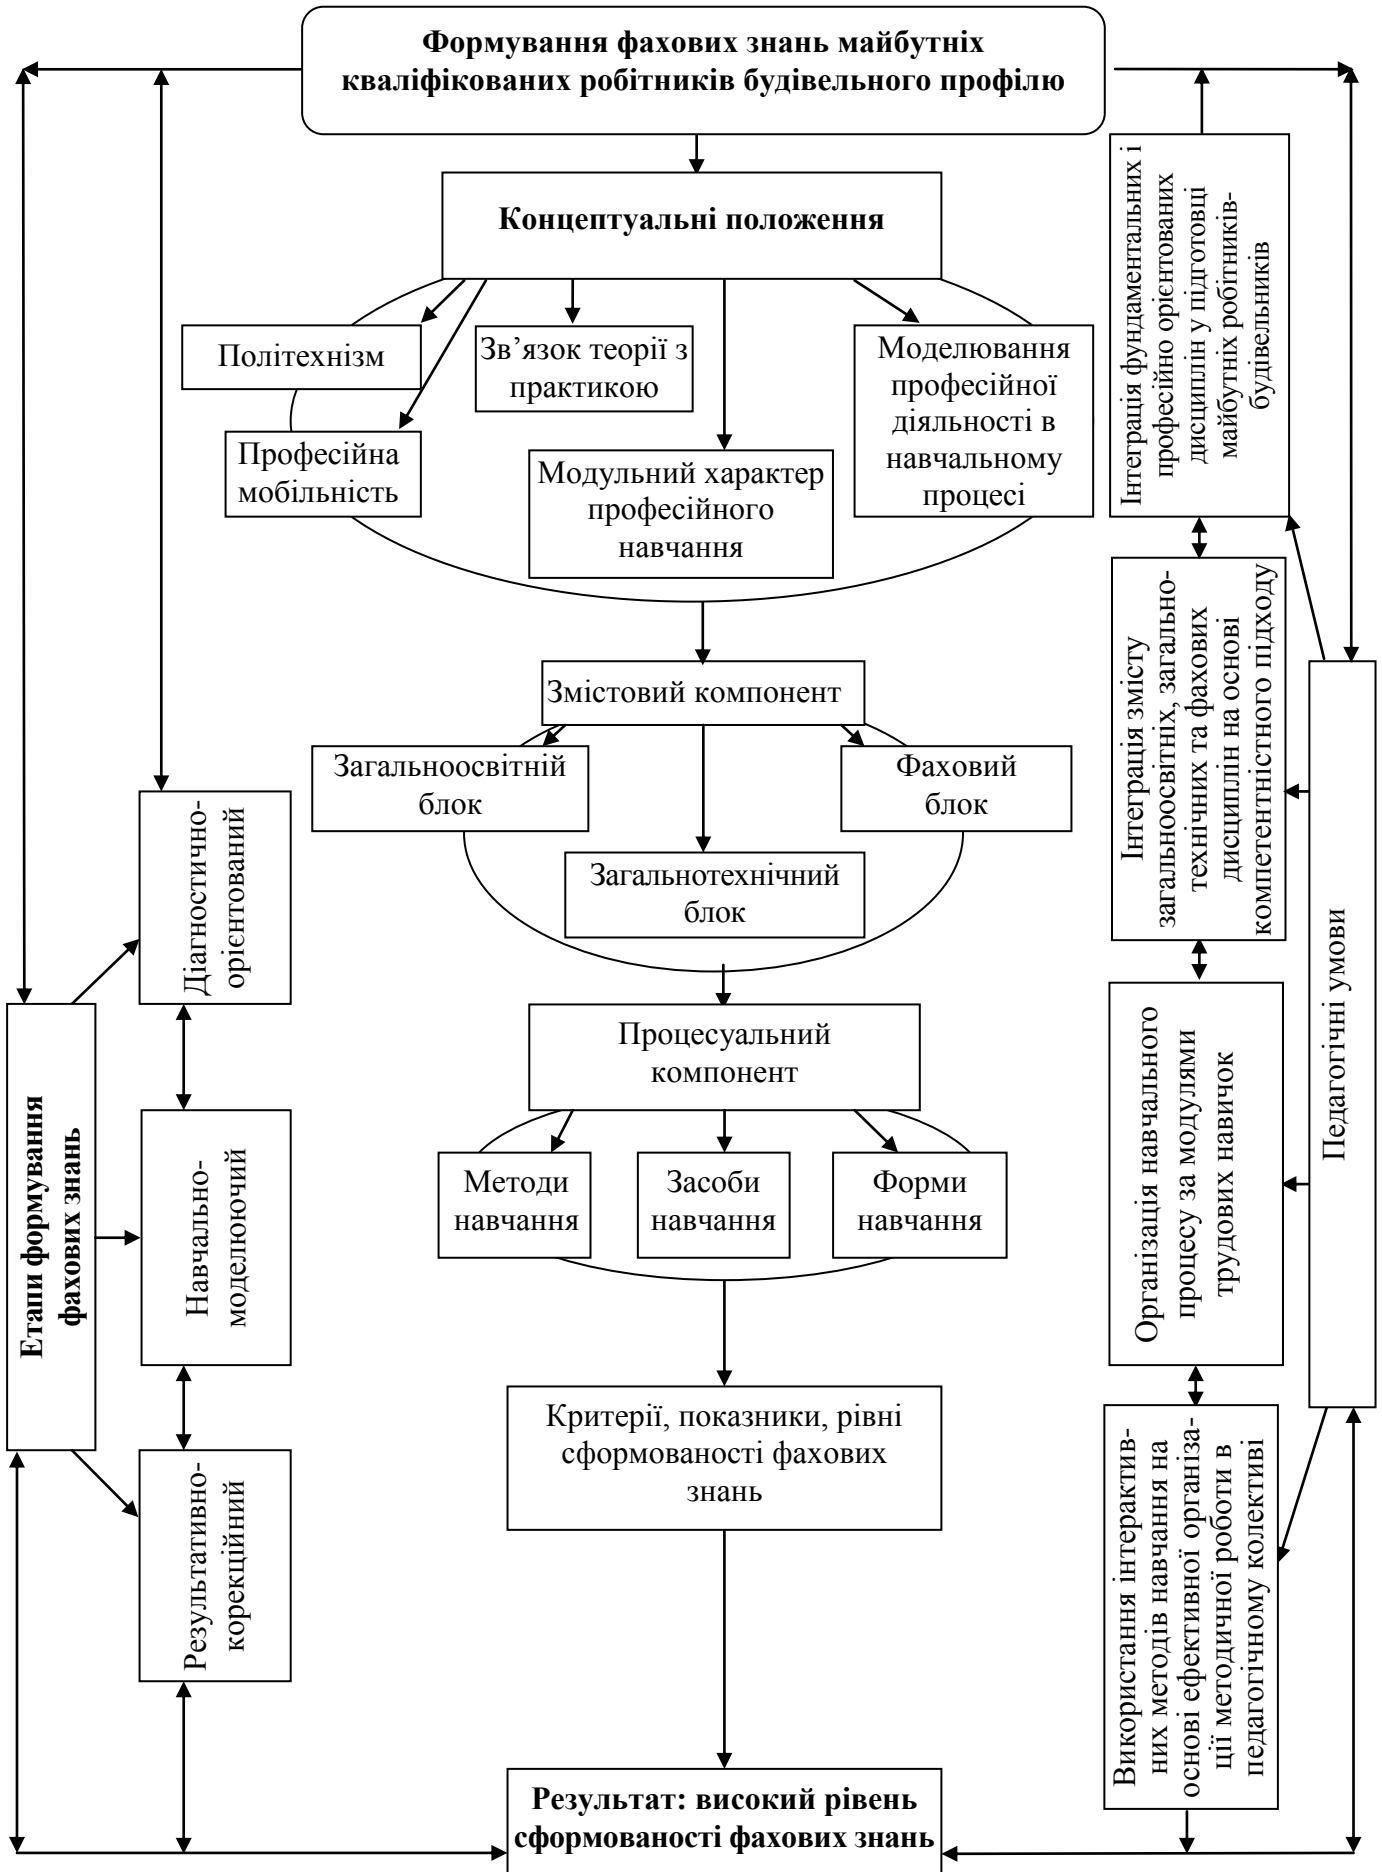 Формування фахових знань майбутніх
кваліфікованих робітників будівельного профілю
Концептуальні положення
Політехнізм
Зв’язок теорії з
практикою
Моделювання
професійної
діяльності в
навчальному
процесі
Професійна
мобільність
Модульний характер
професійного
навчання
Змістовий компонент
Загальноосвітній
блок
Фаховий
блок
Загальнотехнічний
блок
Процесуальний
компонент
Методи
навчання
Засоби
навчання
Форми
навчання
Критерії, показники, рівні
сформованості фахових
знань
Результат: високий рівень
сформованості фахових знань
Етапи формування
фахових знань
Діагностично-
орієнтований
Навчально-
моделюючий
Результативно-
корекційний
Інтеграція фундаментальних і
професійно орієнтованих
дисциплін у підготовці
майбутніх робітників-
будівельників
Інтеграція змісту
загальноосвітніх, загально-
технічних та фахових
дисциплін на основі
компетентністного підходу
Організація навчального
процесу за модулями
трудових навичок
Використання інтерактив-
них методів навчання на
основі ефективної організа-
ції методичної роботи в
педагогічному колективі
Педагогічні умови